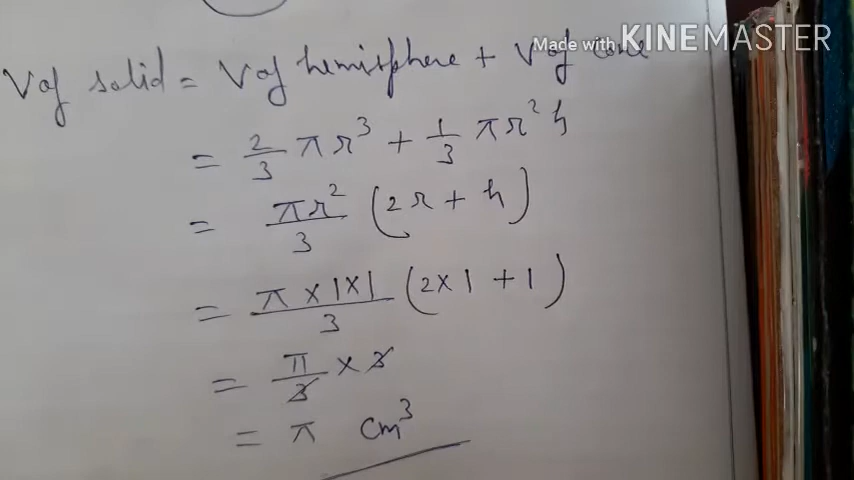 Made with KINEMASTER
V of solid = V of hemisphere + V of cone
= 2/3 πr³ + 1/3 πr²h
= πr²/3 (2r + h)
= π×1×1/3 (2×1 + 1)
= π/3 × 3
= π cm³